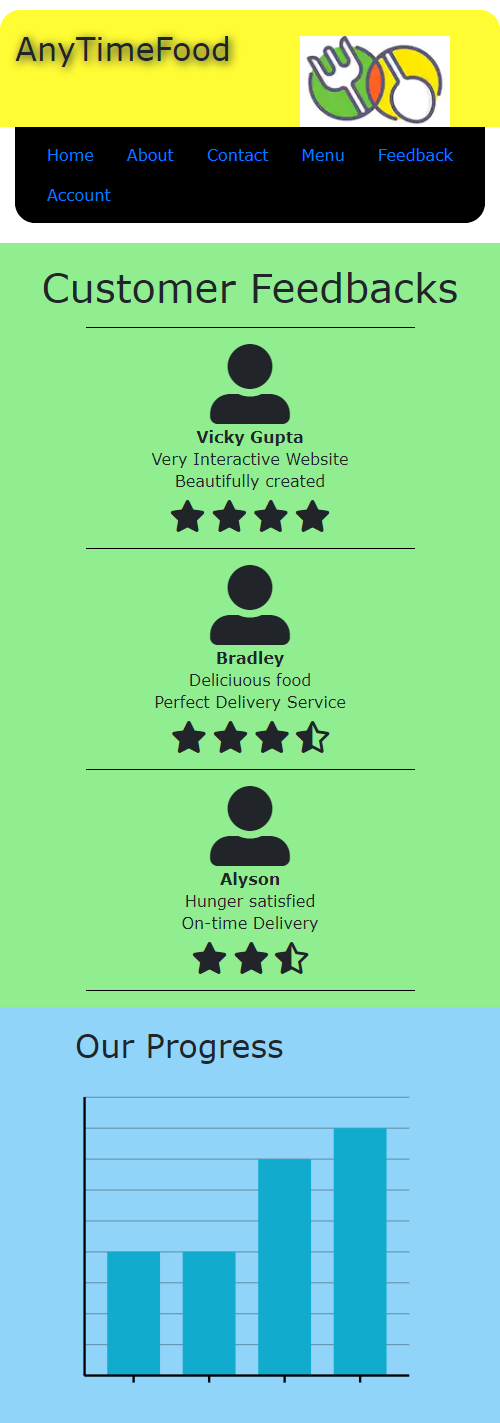 AnyTimeFood
Home About Contact Menu Feedback
Account
Customer Feedbacks
Vicky Gupta
Very Interactive Website
Beautifully created
Bradley
Deliciuous food
Perfect Delivery Service
Alyson
Hunger satisfied
On-time Delivery
Our Progress